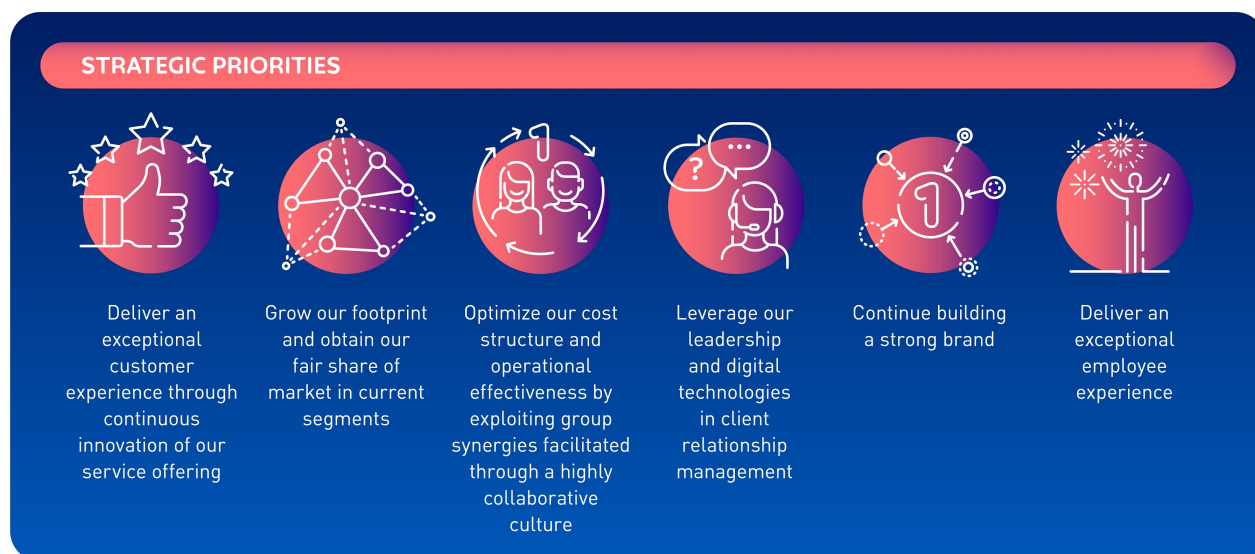 STRATEGIC PRIORITIES
Deliver an
exceptional
customer
experience through
continuous
innovation of our
service offering
Grow our footprint
and obtain our
fair share of
market in current
segments
Optimize our cost
structure and
operational
effectiveness by
exploiting group
synergies facilitated
through a highly
collaborative
culture
Leverage our
leadership
and digital
technologies
in client
relationship
management
Continue building
a strong brand
Deliver an
exceptional
employee
experience